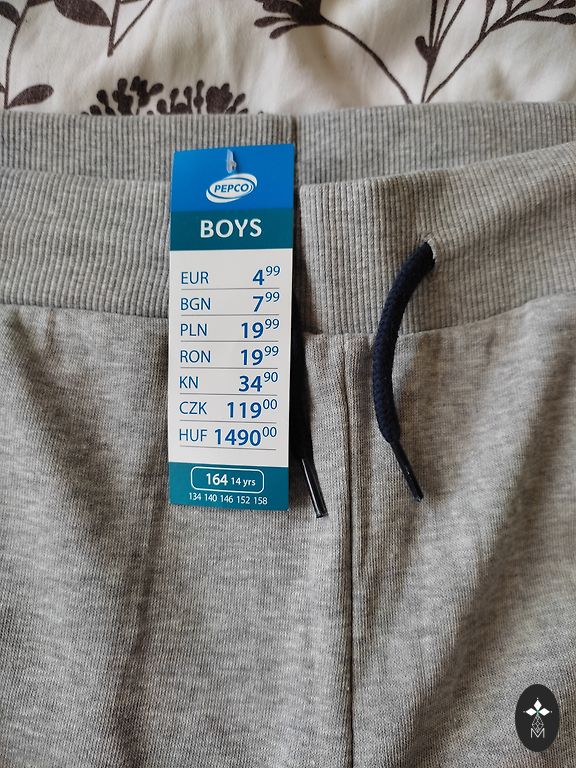 PEPCO
BOYS
EUR 4⁹⁹
BGN 7⁹⁹
PLN 19⁹⁹
RON 19⁹⁹
KN 34⁹⁰
CZK 119⁰⁰
HUF 1490⁰⁰
164 14 yrs
134 140 146 152 158
M